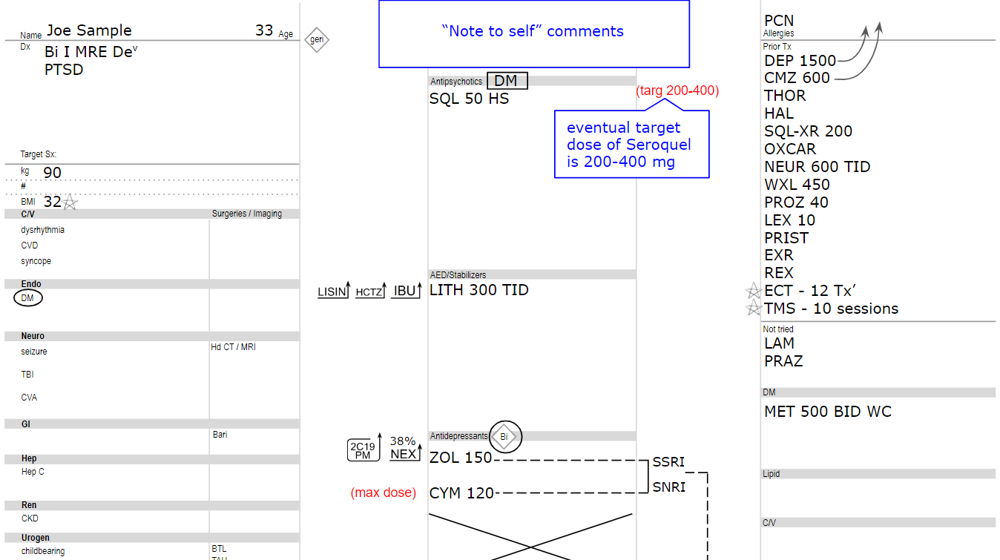 Name Joe Sample 33 Age
Dx
Bi I MRE Deᵛ
PTSD
geri
Target Sx:
kg 90
#
BMI 32
C/V Surgeries / Imaging
dysrhythmia
CVD
syncope
Endo
DM
Neuro
seizure Hd CT / MRI
TBI
CVA
GI
Bari
Hep
Hep C
Ren
CKD
Urogen
childbearing BTL
“Note to self” comments
Antipsychotics DM
SQL 50 HS
(targ 200-400)
eventual target
dose of Seroquel
is 200-400 mg
AED/Stabilizers
LISIN HCTZ IBU LITH 300 TID
Antidepressants Bi
2C19
PM
38%
NEX
ZOL 150 SSRI
(max dose) CYM 120 SNRI
PCN
Allergies
Prior Tx
DEP 1500
CMZ 600
THOR
HAL
SQL-XR 200
OXCAR
NEUR 600 TID
WXL 450
PROZ 40
LEX 10
PRIST
EXR
REX
ECT - 12 Tx′
TMS - 10 sessions
Not tried
LAM
PRAZ
DM
MET 500 BID WC
Lipid
C/V